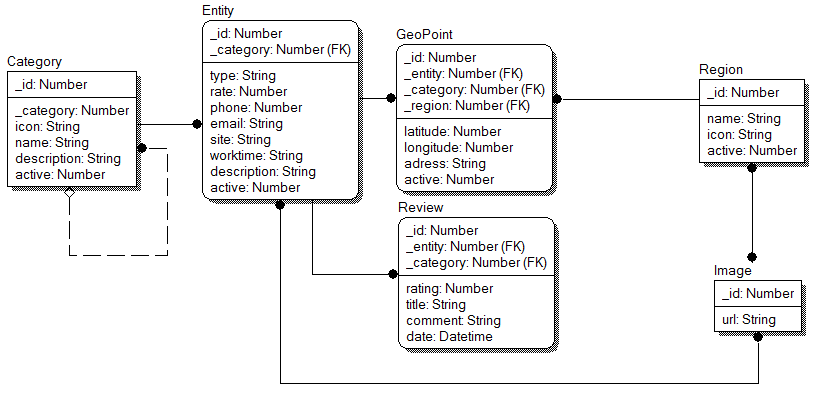 Category
_id: Number
_category: Number
icon: String
name: String
description: String
active: Number
Entity
_id: Number
_category: Number (FK)
type: String
rate: Number
phone: Number
email: String
site: String
worktime: String
description: String
active: Number
GeoPoint
_id: Number
_entity: Number (FK)
_category: Number (FK)
_region: Number (FK)
latitude: Number
longitude: Number
adress: String
active: Number
Review
_id: Number
_entity: Number (FK)
_category: Number (FK)
rating: Number
title: String
comment: String
date: Datetime
Region
_id: Number
name: String
icon: String
active: Number
Image
_id: Number
url: String